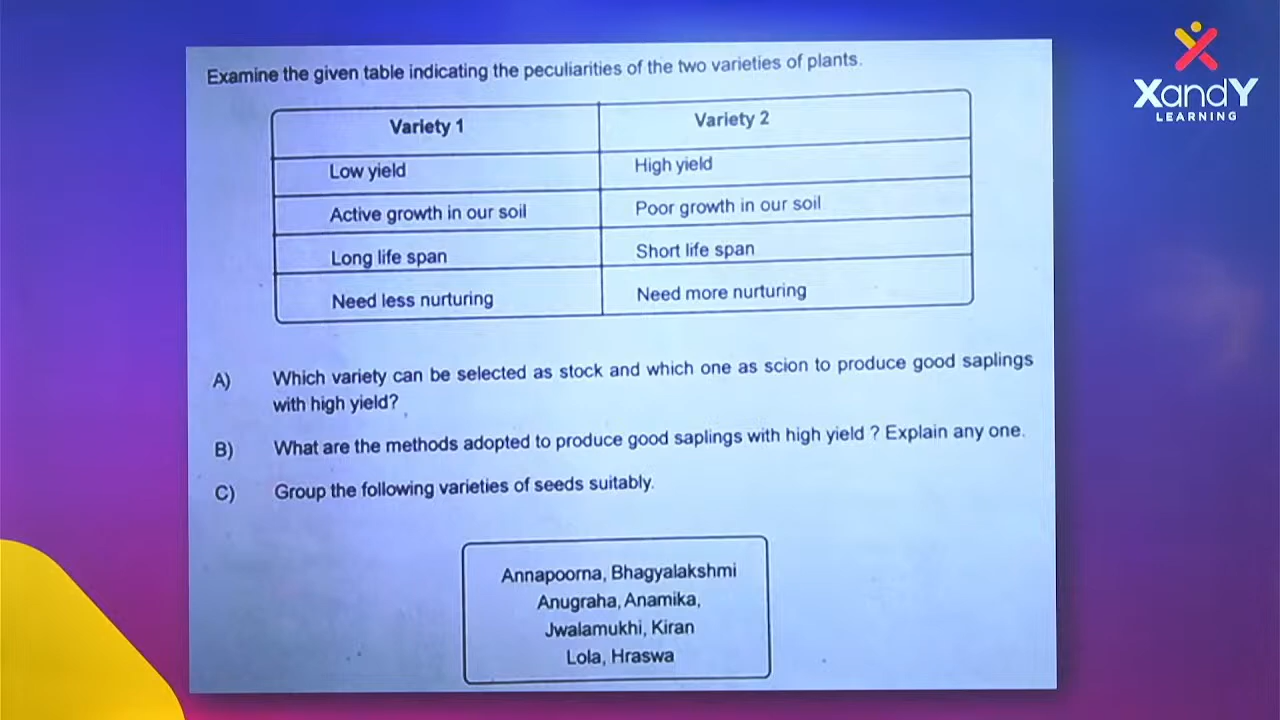 XandY
LEARNING
Examine the given table indicating the peculiarities of the two varieties of plants.
Variety 1 Variety 2
Low yield High yield
Active growth in our soil Poor growth in our soil
Long life span Short life span
Need less nurturing Need more nurturing
A) Which variety can be selected as stock and which one as scion to produce good saplings
with high yield?
B) What are the methods adopted to produce good saplings with high yield ? Explain any one.
C) Group the following varieties of seeds suitably.
Annapoorna, Bhagyalakshmi
Anugraha, Anamika,
Jwalamukhi, Kiran
Lola, Hraswa